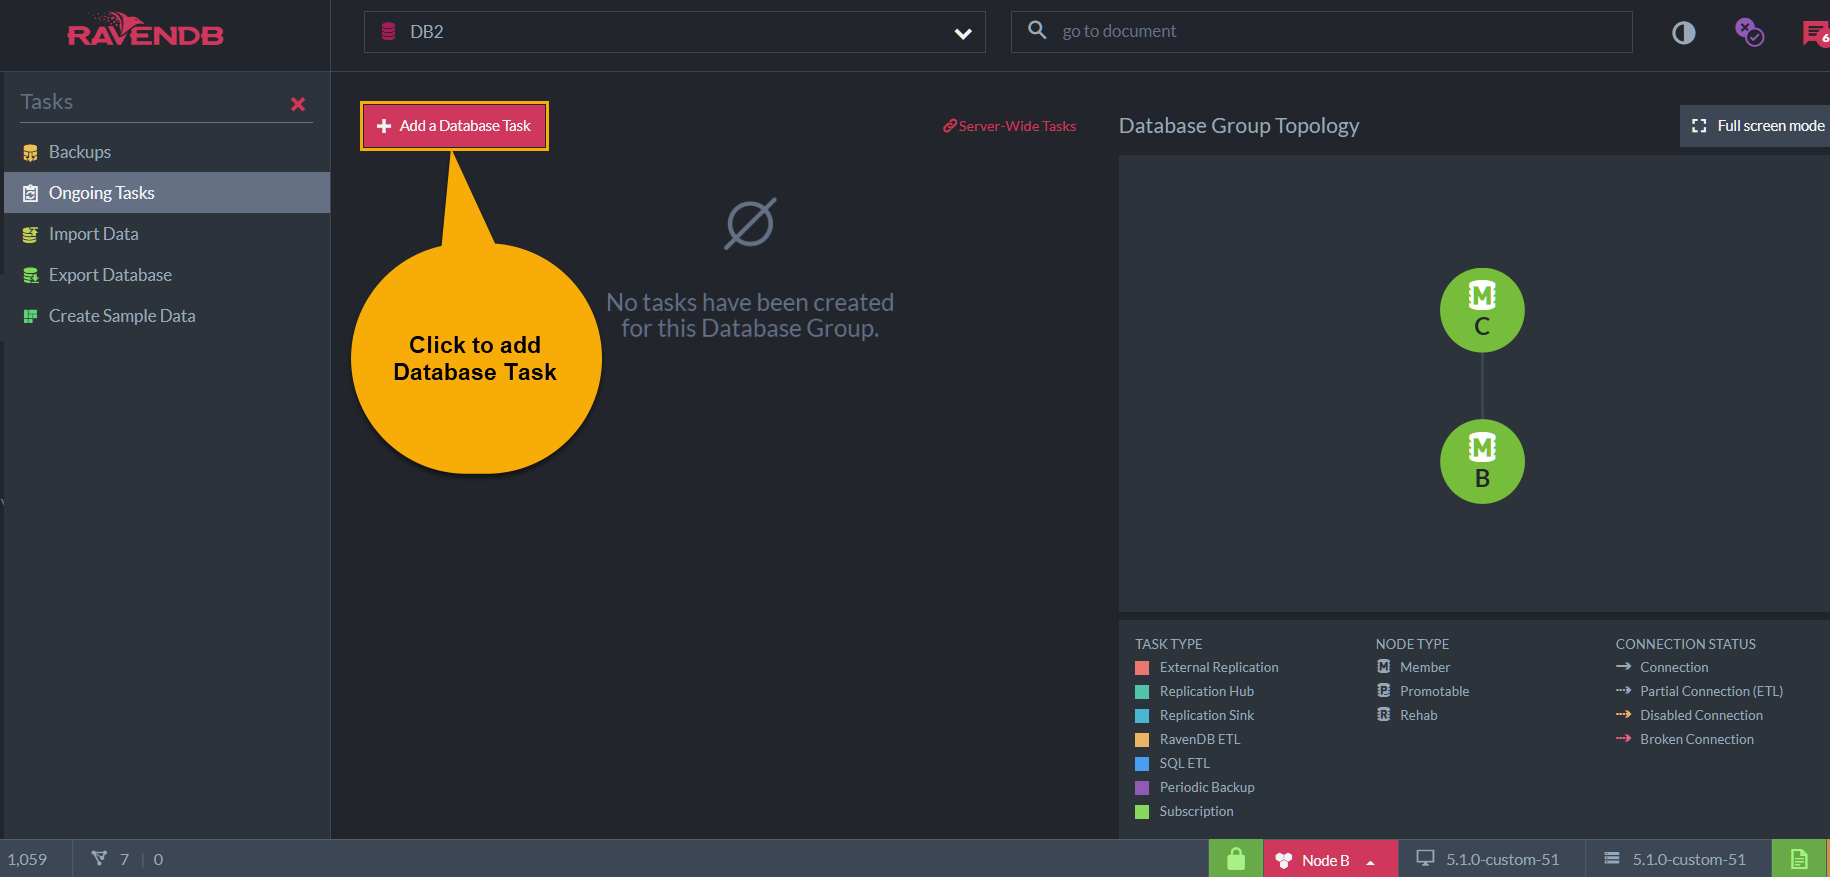 RAVENDB
DB2
go to document
6
Tasks
Backups
Ongoing Tasks
Import Data
Export Database
Create Sample Data
Add a Database Task
Server-Wide Tasks
No tasks have been created
for this Database Group.
Click to add
Database Task
Database Group Topology
Full screen mode
M
C
M
B
TASK TYPE
External Replication
Replication Hub
Replication Sink
RavenDB ETL
SQL ETL
Periodic Backup
Subscription
NODE TYPE
M Member
P Promotable
R Rehab
CONNECTION STATUS
Connection
Partial Connection (ETL)
Disabled Connection
Broken Connection
1,059
7 | 0
Node B
5.1.0-custom-51
5.1.0-custom-51